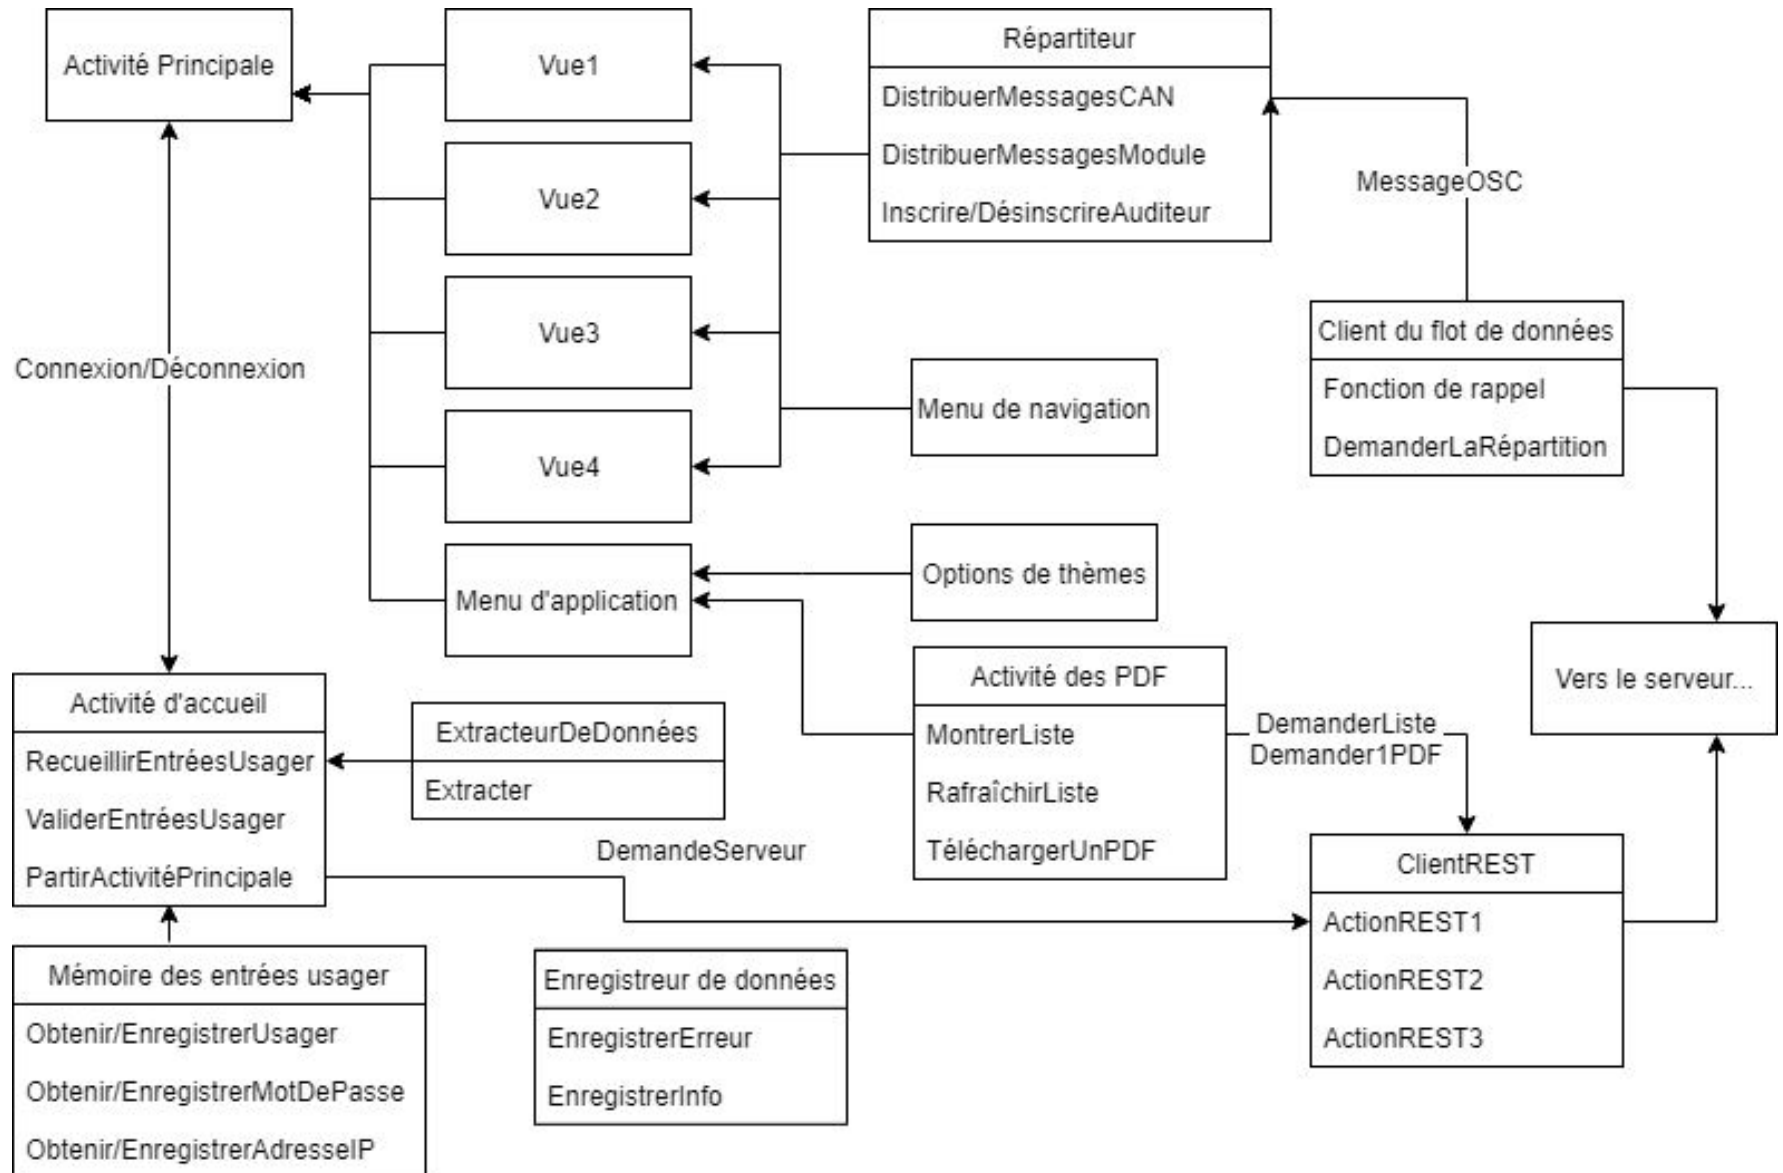 Activité Principale
Vue1
Répartiteur
DistribuerMessagesCAN
DistribuerMessagesModule
Inscrire/DésinscrireAuditeur
MessageOSC
Vue2
Vue3
Vue4
Connexion/Déconnexion
Menu de navigation
Client du flot de données
Fonction de rappel
DemanderLaRépartition
Menu d'application
Options de thèmes
Vers le serveur...
Activité des PDF
MontrerListe
RafraîchirListe
TéléchargerUnPDF
DemanderListe
Demander1PDF
Activité d'accueil
RecueillirEntréesUsager
ValiderEntréesUsager
PartirActivitéPrincipale
ExtracteurDeDonnées
Extracter
DemandeServeur
ClientREST
ActionREST1
ActionREST2
ActionREST3
Mémoire des entrées usager
Obtenir/EnregistrerUsager
Obtenir/EnregistrerMotDePasse
Obtenir/EnregistrerAdresseIP
Enregistreur de données
EnregistrerErreur
EnregistrerInfo